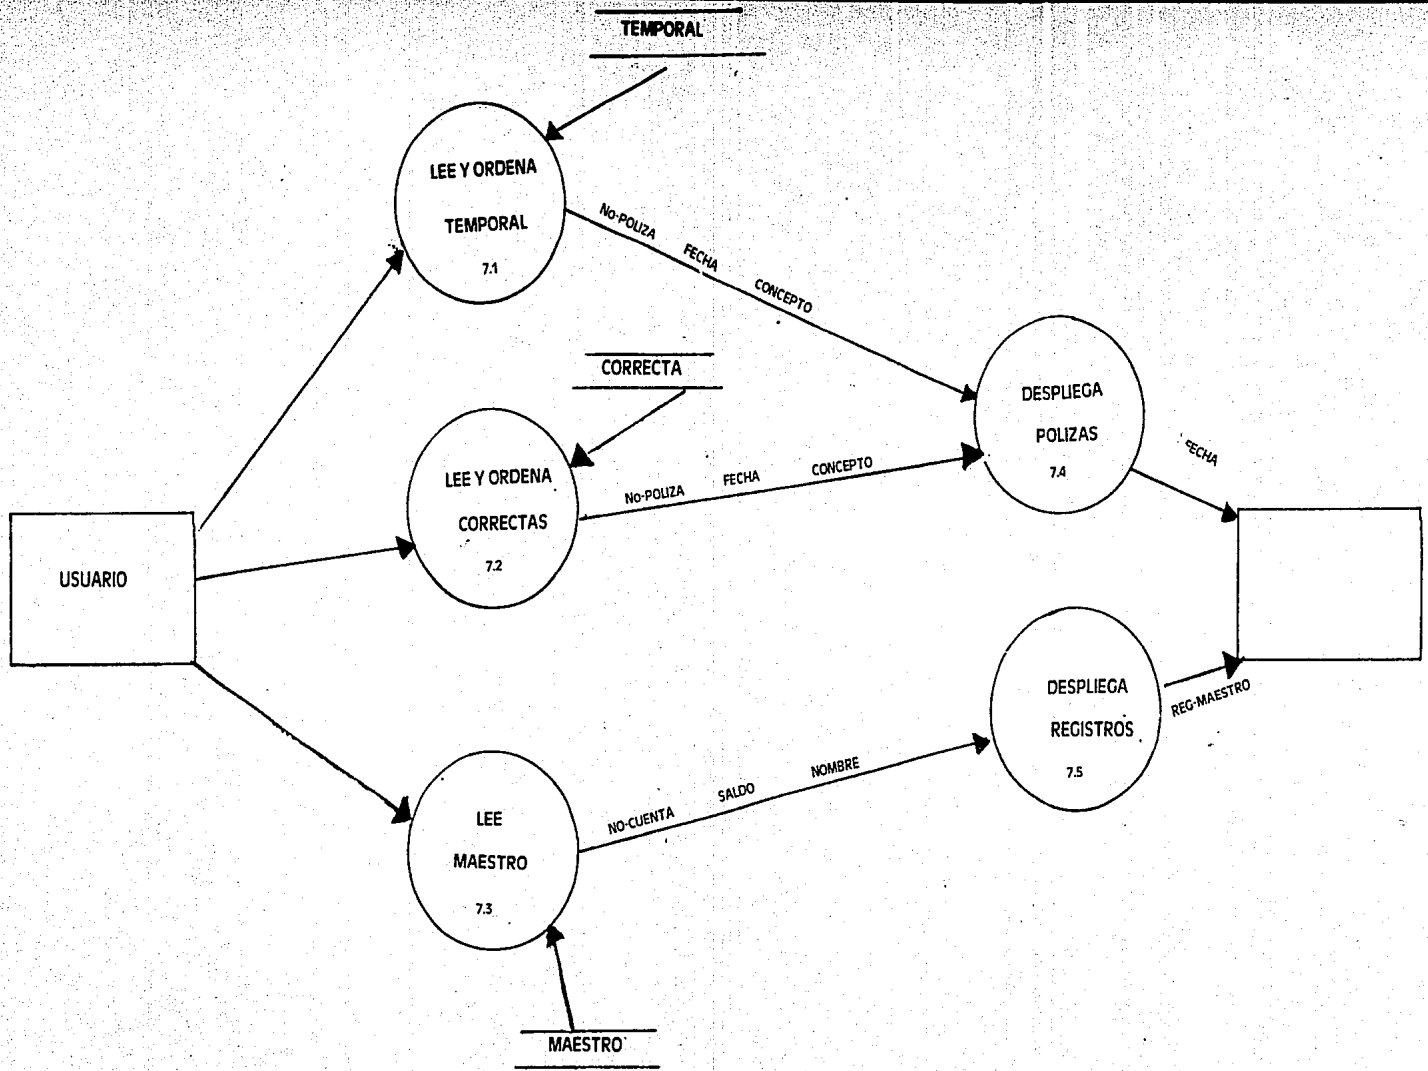 TEMPORAL
LEE Y ORDENA
TEMPORAL
7.1
No-POLIZA FECHA CONCEPTO
CORRECTA
LEE Y ORDENA
CORRECTAS
7.2
No-POLIZA FECHA CONCEPTO
DESPLIEGA
POLIZAS
7.4
FECHA
USUARIO
DESPLIEGA
REGISTROS
7.5
REG-MAESTRO
LEE
MAESTRO
7.3
NO-CUENTA SALDO NOMBRE
MAESTRO